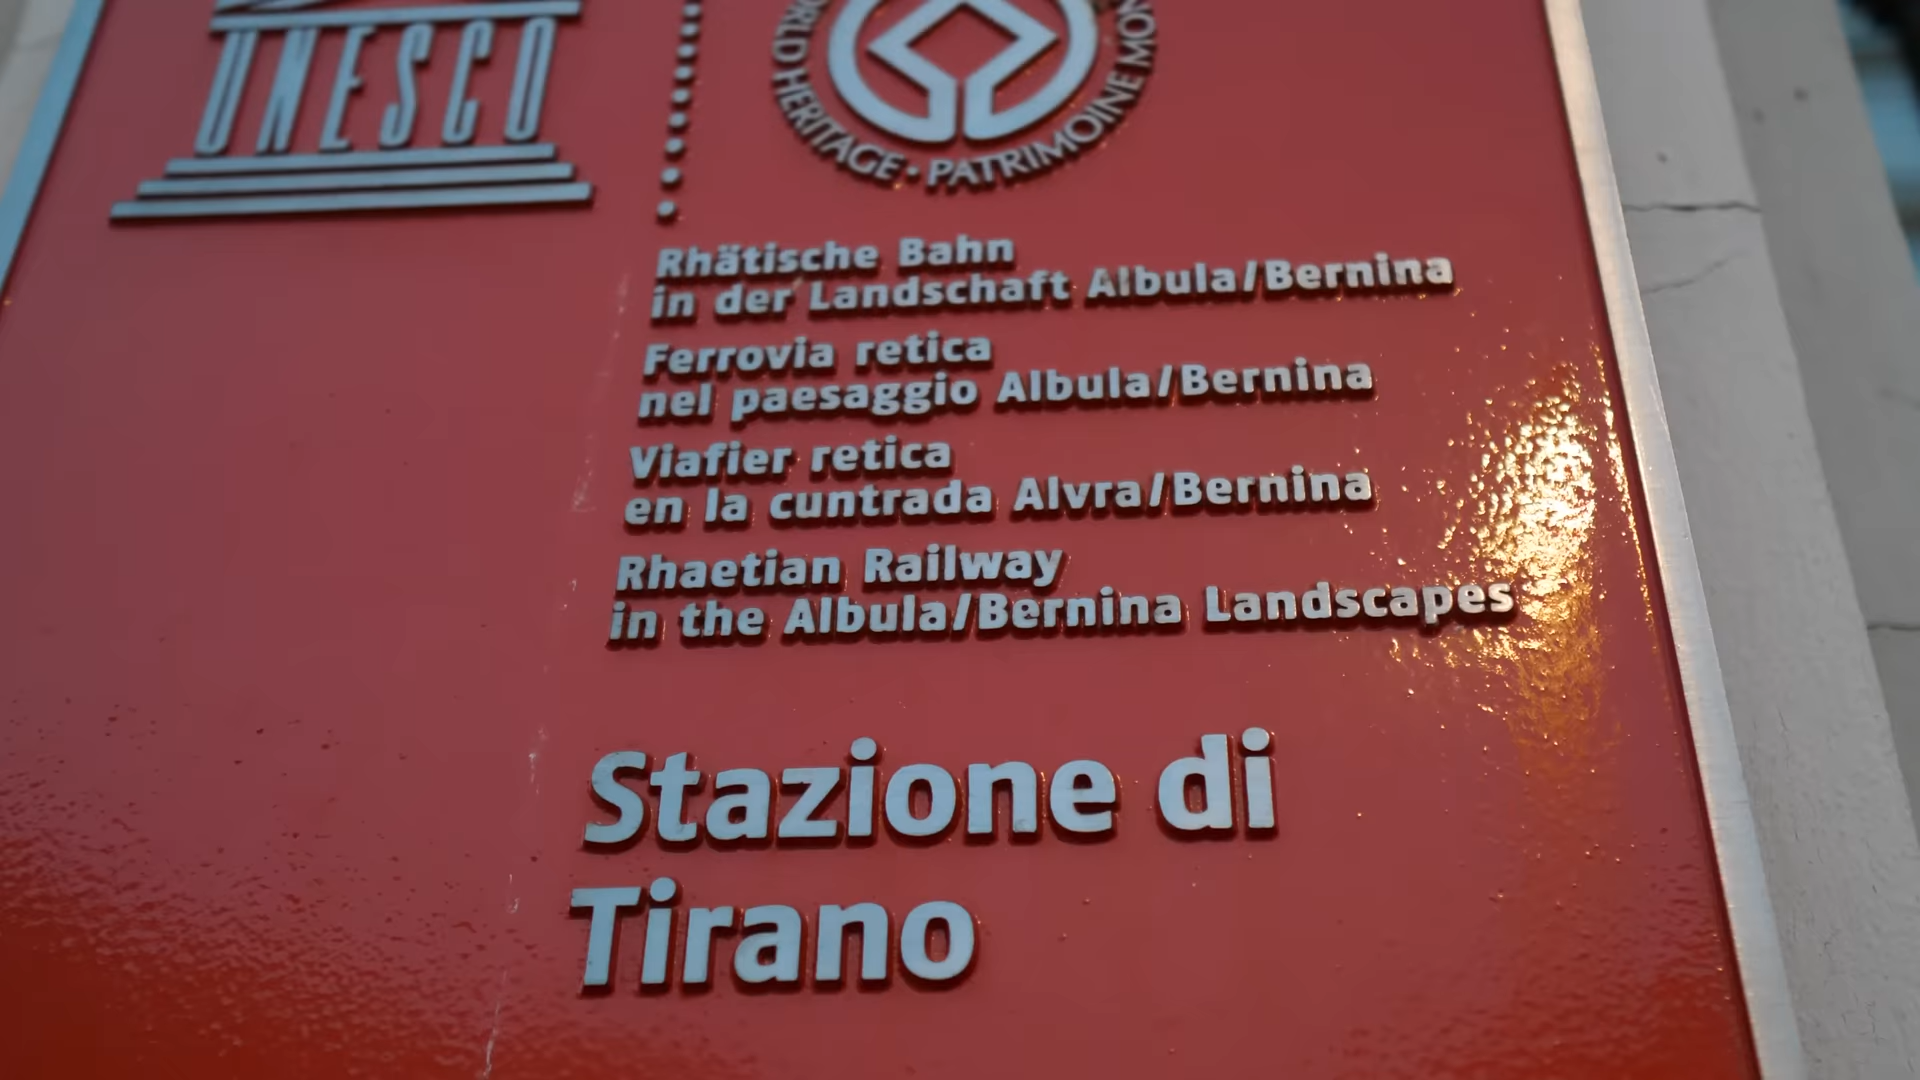 UNESCO
WORLD HERITAGE · PATRIMOINE MON
Rhätische Bahn
in der Landschaft Albula/Bernina
Ferrovia retica
nel paesaggio Albula/Bernina
Viafier retica
en la cuntrada Alvra/Bernina
Rhaetian Railway
in the Albula/Bernina Landscapes
Stazione di
Tirano